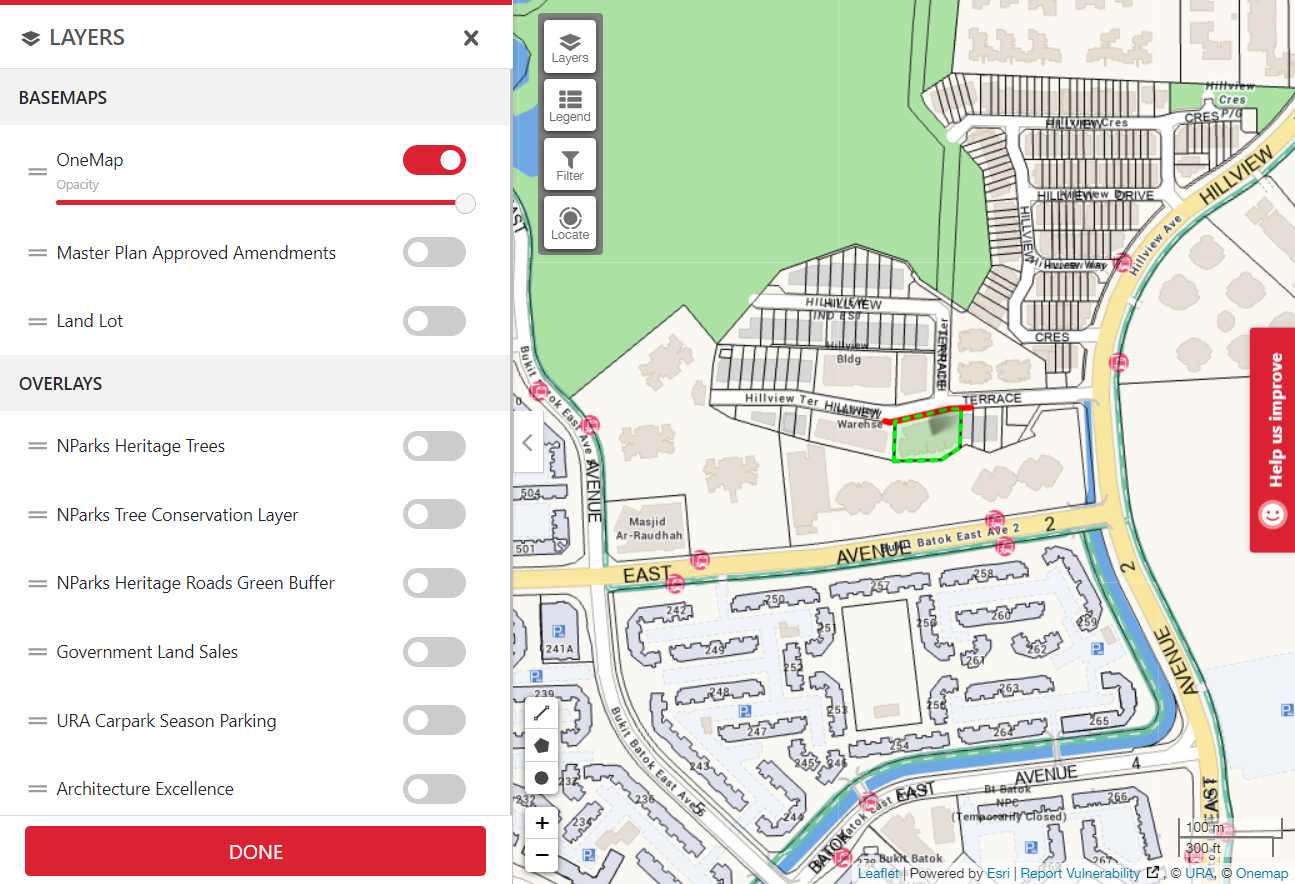 LAYERS
BASEMAPS
OneMap
Opacity
Master Plan Approved Amendments
Land Lot
OVERLAYS
NParks Heritage Trees
NParks Tree Conservation Layer
NParks Heritage Roads Green Buffer
Government Land Sales
URA Carpark Season Parking
Architecture Excellence
DONE
Layers
Legend
Filter
Locate
Hillview
Cres
P/G
CRES
HILLVIEW
HILLVIEW
DRIVE
HILLVIEW
Hillview Ave
Hillview Way
HILLVIEW
IND EST
Hillview
Bldg
TERRACE
CRES
Hillview Ter
HILLVIEW
Warehse
TERRACE
Bukit Batok East Ave
AVENUE
504
501
Masjid
Ar-Raudhah
EAST
AVENUE
Bukit Batok East Ave 2
2
2
AVENUE
242
250
257
258
241A
249
251
252
253
260
259
261
262
239
248
247
263
264
265
254
243
245
246
244
236
234
232
Bukit Batok East Ave 5
EAST
AVENUE
4
Bt Batok
NPC
(Temporarily Closed)
266
267
BATOK
EAST
Bukit Batok
+
−
100 m
300 ft
Help us improve
Leaflet | Powered by Esri | Report Vulnerability , © URA, © Onemap